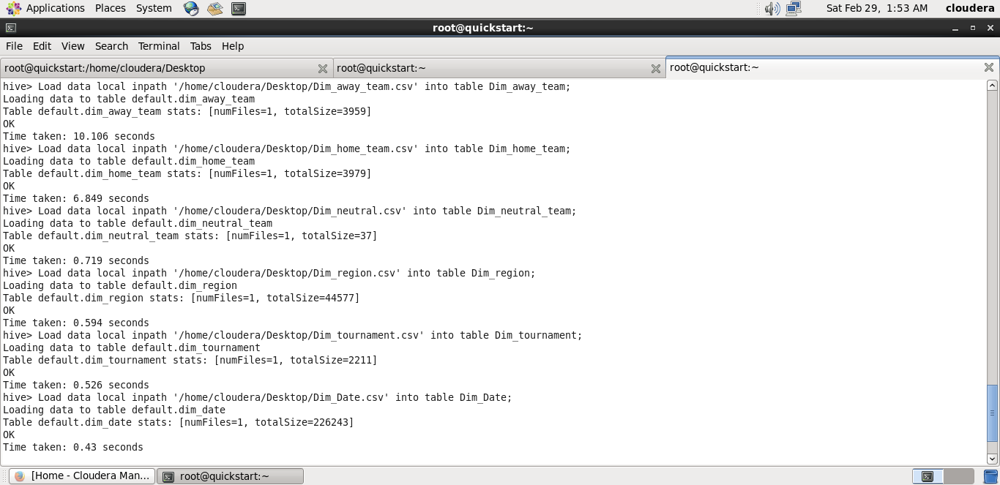 Applications Places System Sat Feb 29, 1:53 AM cloudera
root@quickstart:~
File Edit View Search Terminal Tabs Help
root@quickstart:/home/cloudera/Desktop root@quickstart:~ root@quickstart:~
hive> Load data local inpath '/home/cloudera/Desktop/Dim_away_team.csv' into table Dim_away_team;
Loading data to table default.dim_away_team
Table default.dim_away_team stats: [numFiles=1, totalSize=3959]
OK
Time taken: 10.106 seconds
hive> Load data local inpath '/home/cloudera/Desktop/Dim_home_team.csv' into table Dim_home_team;
Loading data to table default.dim_home_team
Table default.dim_home_team stats: [numFiles=1, totalSize=3979]
OK
Time taken: 6.849 seconds
hive> Load data local inpath '/home/cloudera/Desktop/Dim_neutral.csv' into table Dim_neutral_team;
Loading data to table default.dim_neutral_team
Table default.dim_neutral_team stats: [numFiles=1, totalSize=37]
OK
Time taken: 0.719 seconds
hive> Load data local inpath '/home/cloudera/Desktop/Dim_region.csv' into table Dim_region;
Loading data to table default.dim_region
Table default.dim_region stats: [numFiles=1, totalSize=44577]
OK
Time taken: 0.594 seconds
hive> Load data local inpath '/home/cloudera/Desktop/Dim_tournament.csv' into table Dim_tournament;
Loading data to table default.dim_tournament
Table default.dim_tournament stats: [numFiles=1, totalSize=2211]
OK
Time taken: 0.526 seconds
hive> Load data local inpath '/home/cloudera/Desktop/Dim_Date.csv' into table Dim_Date;
Loading data to table default.dim_date
Table default.dim_date stats: [numFiles=1, totalSize=226243]
OK
Time taken: 0.43 seconds
[Home - Cloudera Man... root@quickstart:~